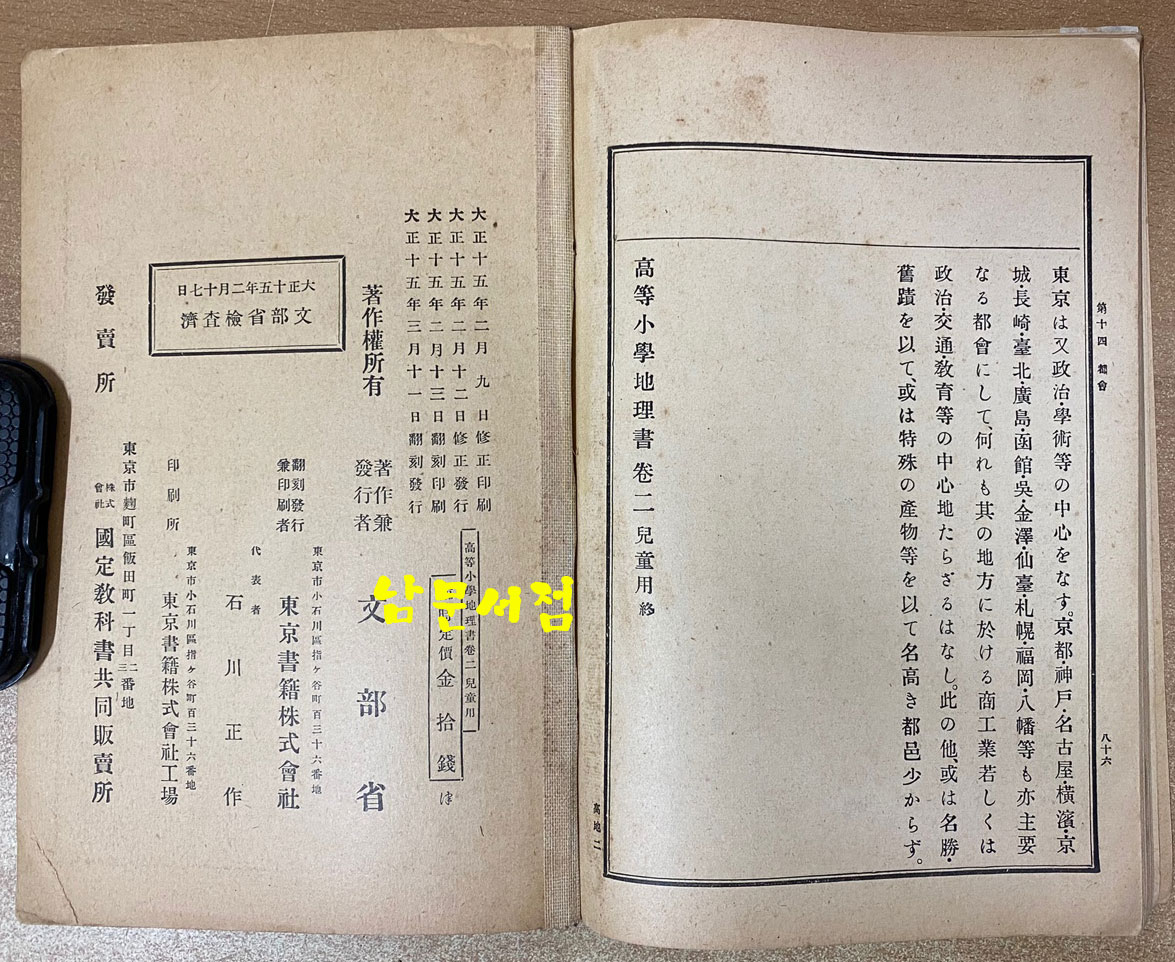 第十四 總會
八十六
東京は又政治・學術等の中心をなす。京都・神戸・名古屋・橫濱・京
城・長崎・臺北・廣島・函館・吳・金澤・仙臺・札幌・福岡・八幡等も亦主要
なる都會にして、何れも其の地方に於ける商工業若しくは
政治・交通・敎育等の中心地たらざるはなし。此の他、或は名勝・
舊蹟を以て、或は特殊の產物等を以て名高き都邑少からず。
高等小學地理書 卷二 兒童用 終
高地二
大正十五年二月九日修正印刷
大正十五年二月十二日修正發行
大正十五年二月十三日翻刻印刷
大正十五年三月十一日翻刻發行
高等小學地理書卷二兒童用
定價金拾錢
著作權所有
著作兼
發行者
文部省
翻刻發行
兼印刷者
東京市小石川區指ヶ谷町百三十六番地
東京書籍株式會社
代表者
石川正作
印刷所
東京市小石川區指ヶ谷町百三十六番地
東京書籍株式會社工場
大正十五年二月十七日
文部省檢査濟
發賣所
東京市麴町區飯田町一丁目二三番地
株式會社
國定敎科書共同販賣所
남문서점